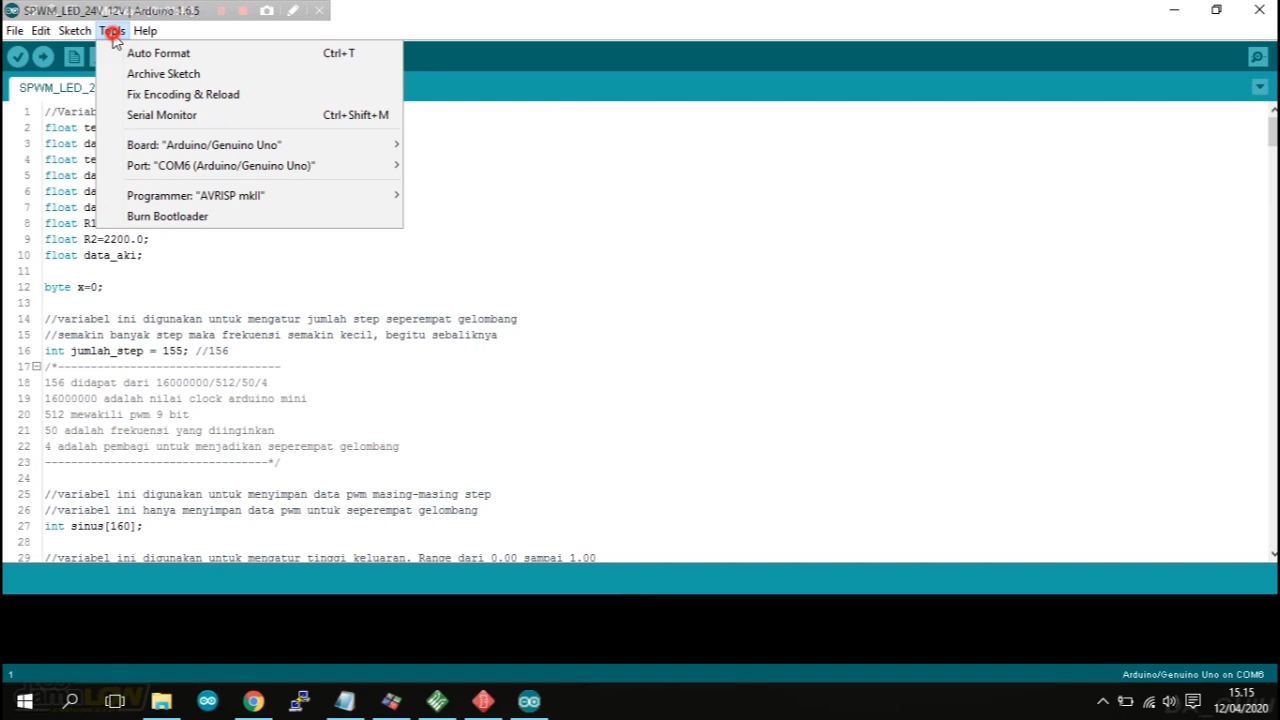 SPWM_LED_24V_12V | Arduino 1.6.5
File Edit Sketch Tools Help
Auto Format Ctrl+T
Archive Sketch
Fix Encoding & Reload
Serial Monitor Ctrl+Shift+M
Board: "Arduino/Genuino Uno"
Port: "COM6 (Arduino/Genuino Uno)"
Programmer: "AVRISP mkII"
Burn Bootloader
SPWM_LED_2
1 //Variab
2 float te
3 float da
4 float te
5 float da
6 float da
7 float da
8 float R1
9 float R2=2200.0;
10 float data_aki;
11
12 byte x=0;
13
14 //variabel ini digunakan untuk mengatur jumlah step seperempat gelombang
15 //semakin banyak step maka frekuensi semakin kecil, begitu sebaliknya
16 int jumlah_step = 155; //156
17 /*----------------------------------
18 156 didapat dari 16000000/512/50/4
19 16000000 adalah nilai clock arduino mini
20 512 mewakili pwm 9 bit
21 50 adalah frekuensi yang diinginkan
22 4 adalah pembagi untuk menjadikan seperempat gelombang
23 ----------------------------------*/
24
25 //variabel ini digunakan untuk menyimpan data pwm masing-masing step
26 //variabel ini hanya menyimpan data pwm untuk seperempat gelombang
27 int sinus[160];
28
29 //variabel ini digunakan untuk mengatur tinggi keluaran. Range dari 0.00 sampai 1.00
1 Arduino/Genuino Uno on COM6
15.15
12/04/2020